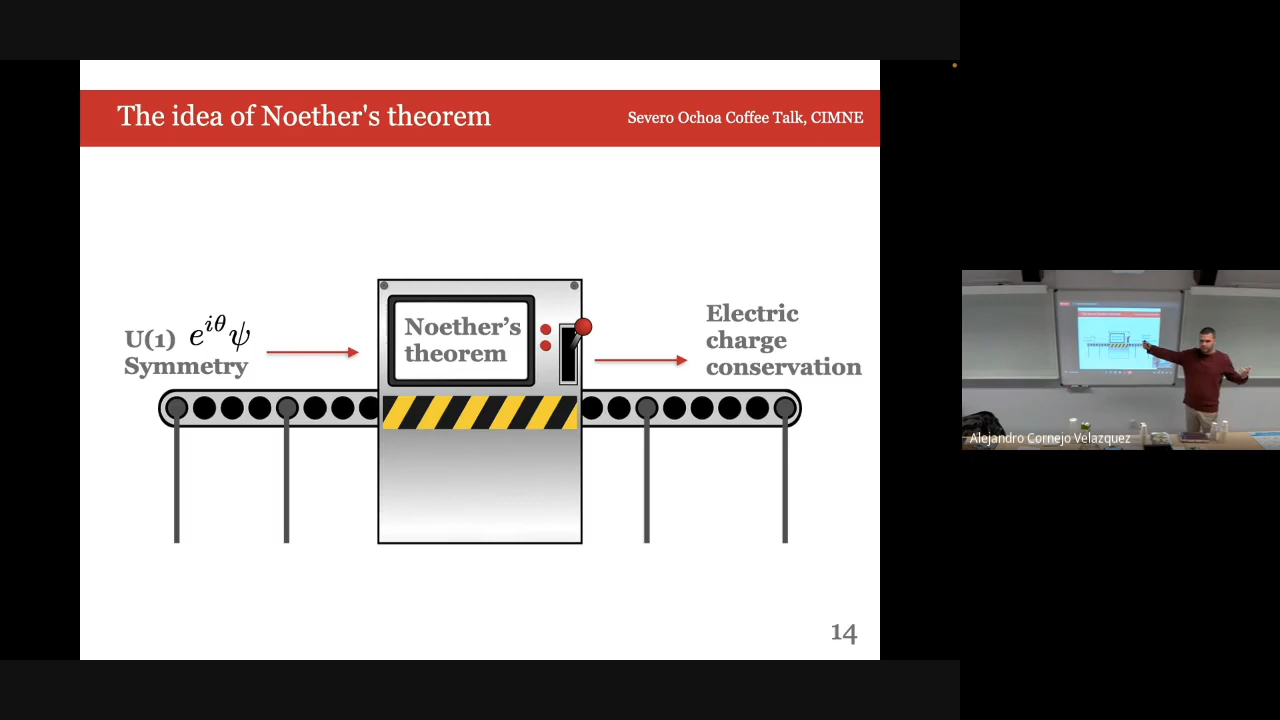 The idea of Noether's theorem
Severo Ochoa Coffee Talk, CIMNE
U(1) e^{iθ}ψ
Symmetry
Noether's
theorem
Electric
charge
conservation
14
Alejandro Cornejo Velazquez